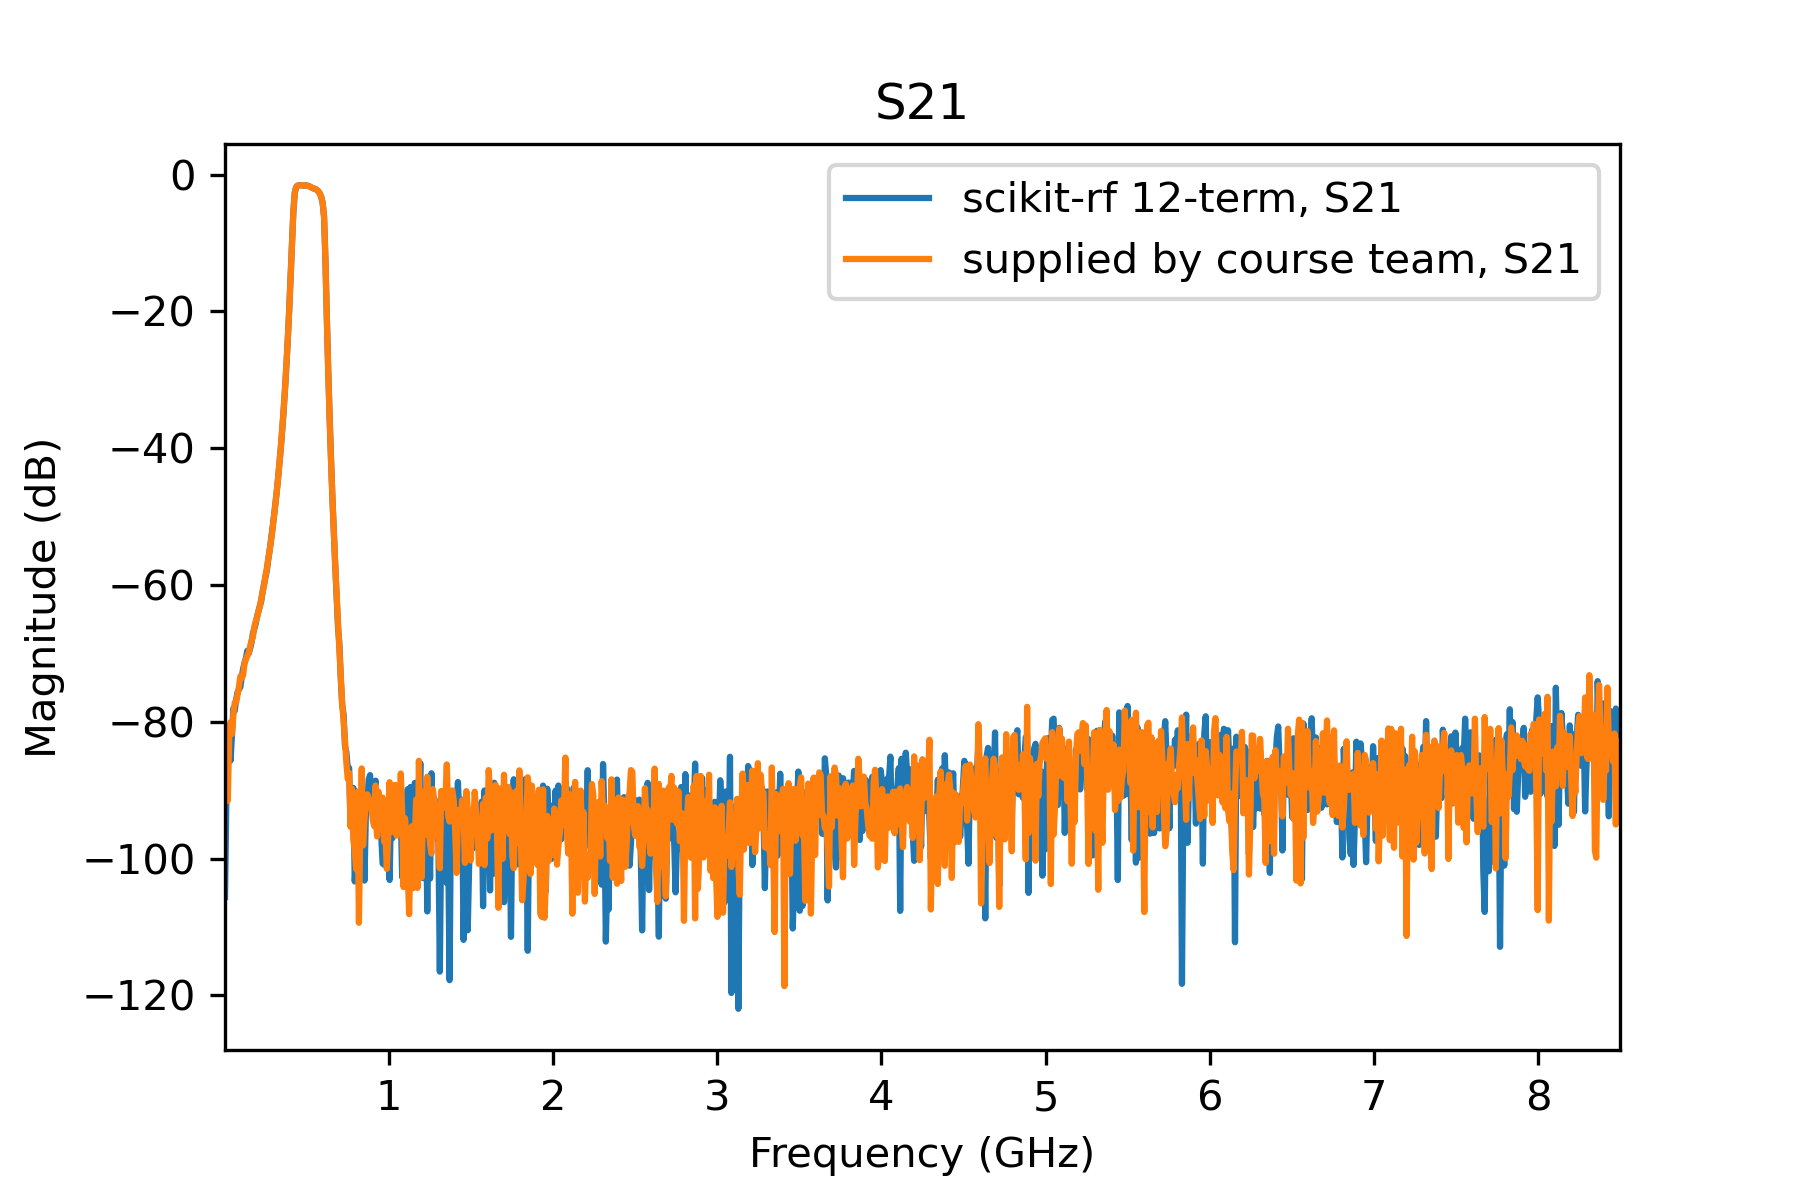 S21
scikit-rf 12-term, S21
supplied by course team, S21
Magnitude (dB)
0
−20
−40
−60
−80
−100
−120
1 2 3 4 5 6 7 8
Frequency (GHz)